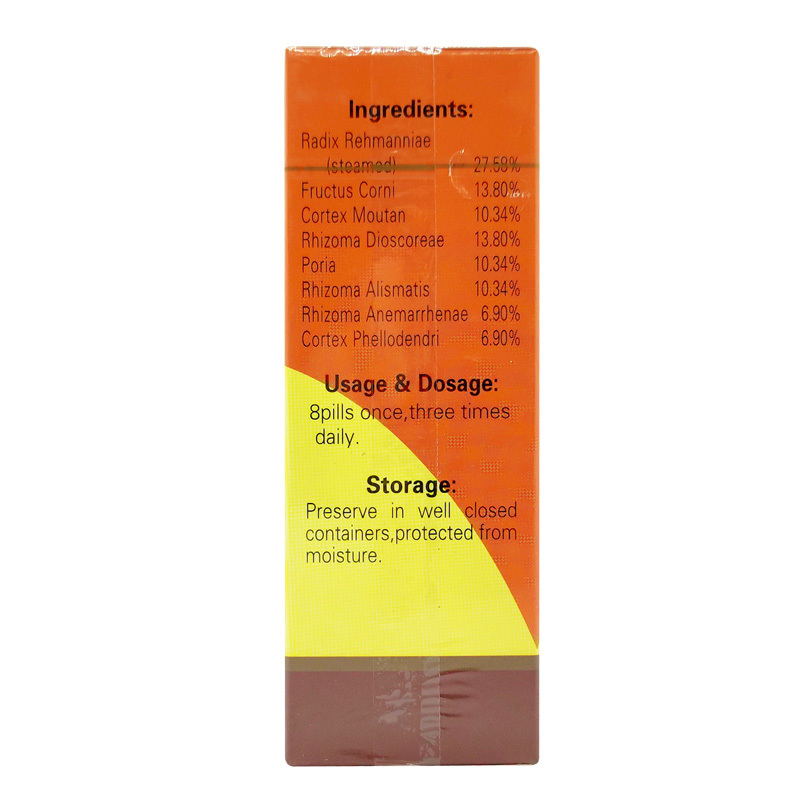 Ingredients:
Radix Rehmanniae
(steamed) 27.58%
Fructus Corni 13.80%
Cortex Moutan 10.34%
Rhizoma Dioscoreae 13.80%
Poria 10.34%
Rhizoma Alismatis 10.34%
Rhizoma Anemarrhenae 6.90%
Cortex Phellodendri 6.90%
Usage & Dosage:
8pills once,three times
daily.
Storage:
Preserve in well closed
containers,protected from
moisture.